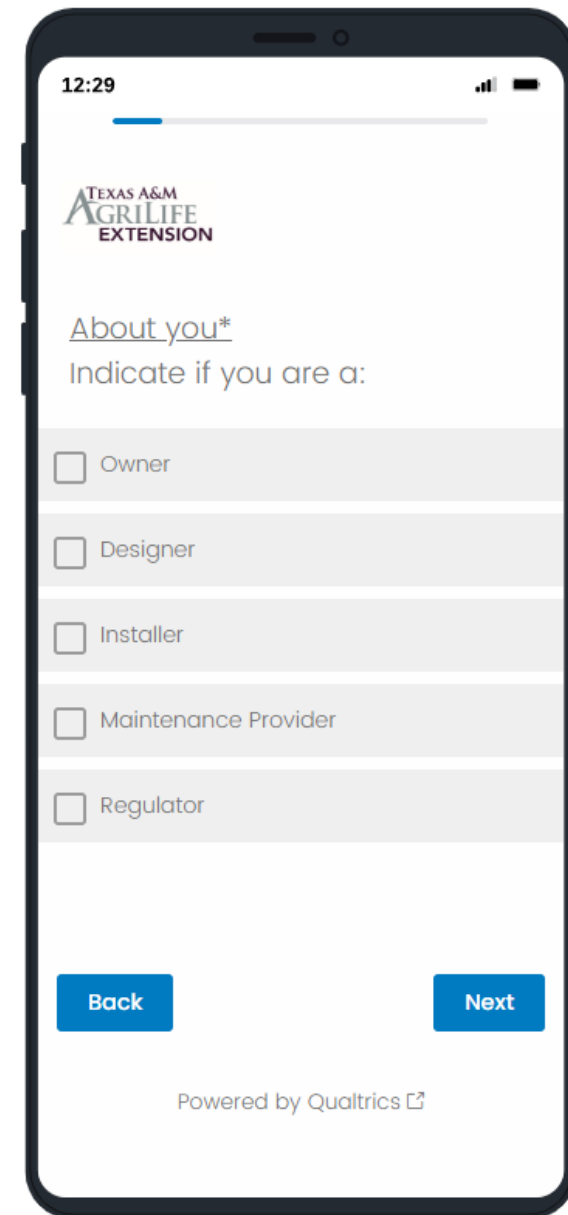 12:29
TEXAS A&M
AGRILIFE
EXTENSION
About you*
Indicate if you are a:
Owner
Designer
Installer
Maintenance Provider
Regulator
Back Next
Powered by Qualtrics